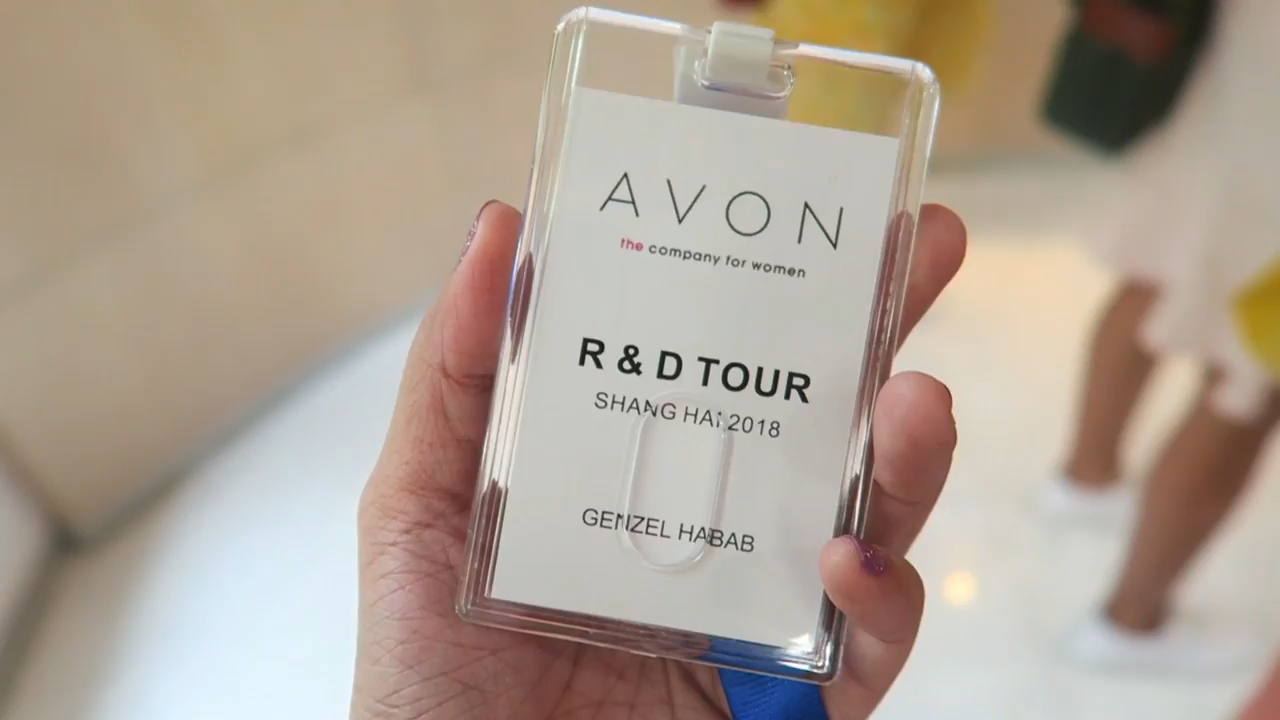 AVON
the company for women
R & D TOUR
SHANG HAI 2018
GENZEL HABAB